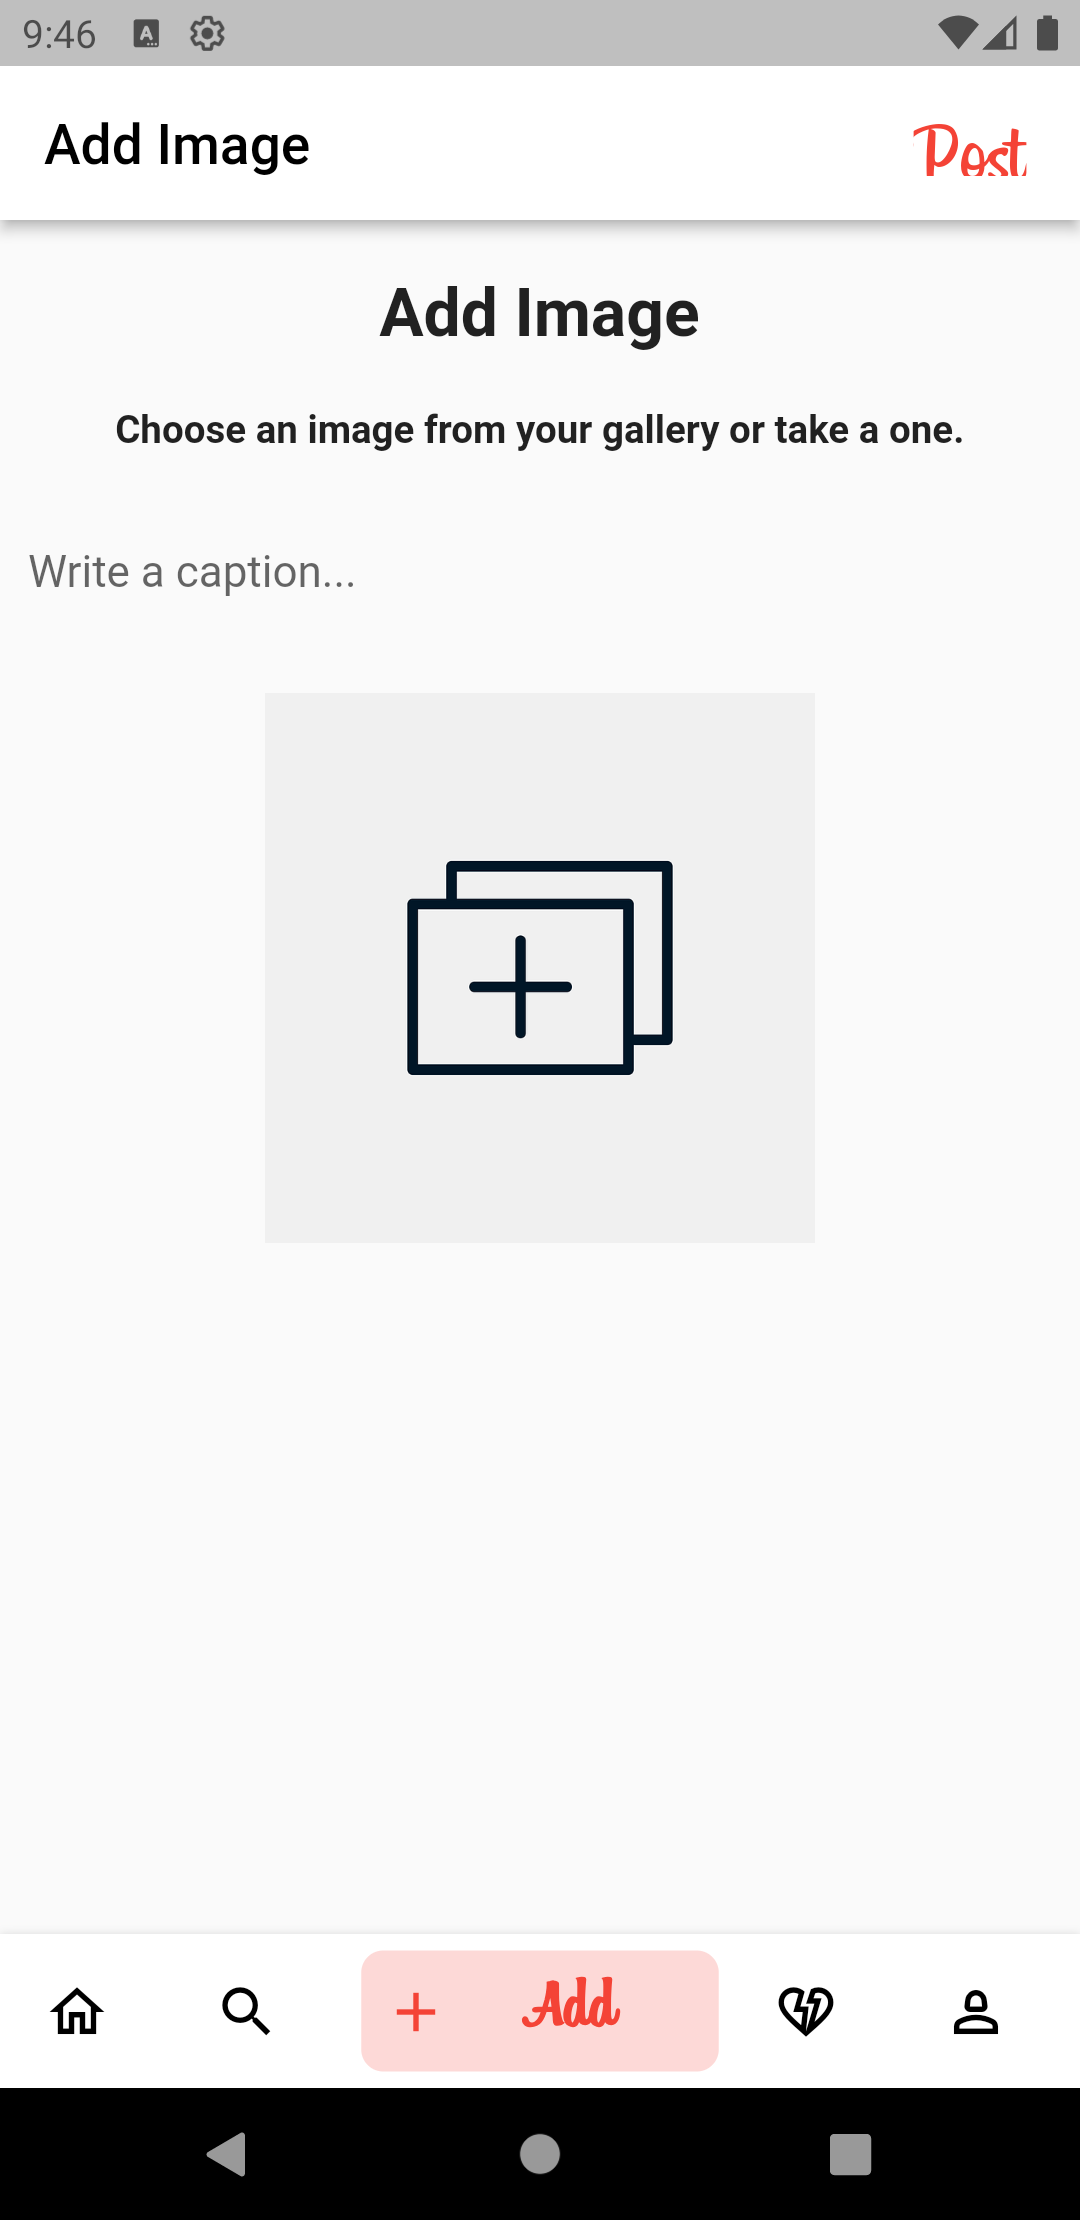 9:46
Add Image
Post
Add Image
Choose an image from your gallery or take a one.
Write a caption...
Add